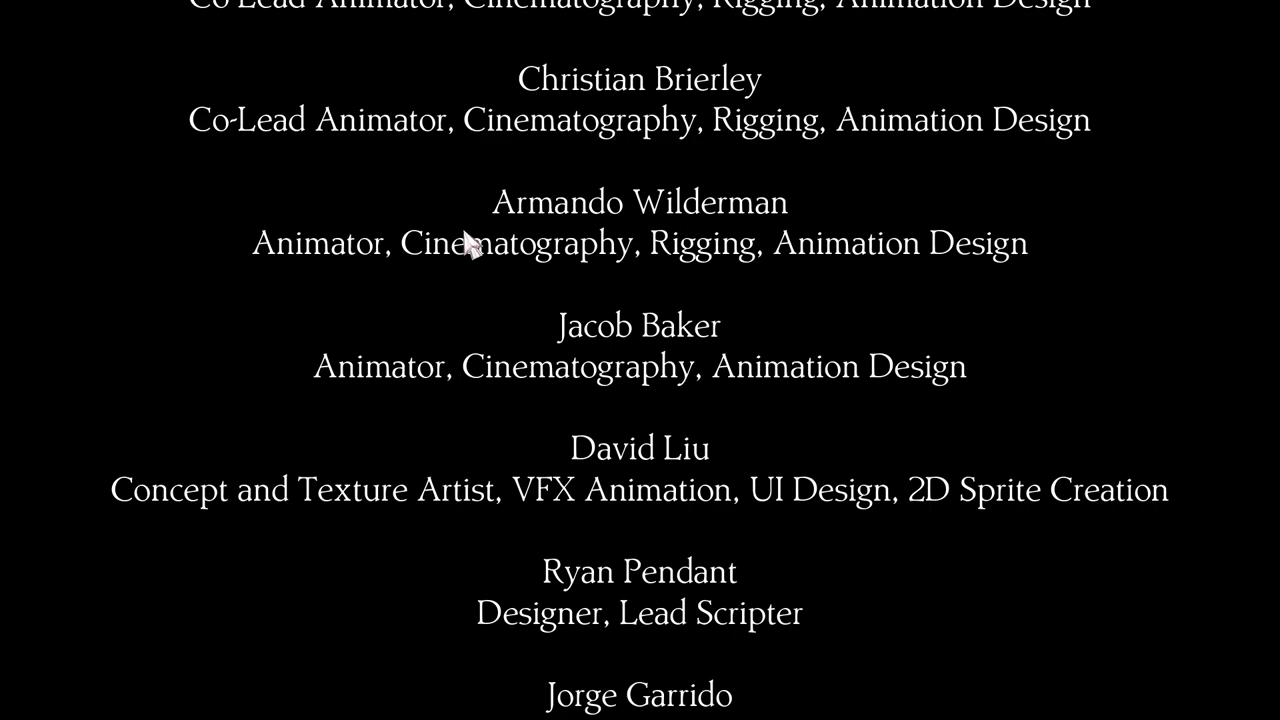 Co-Lead Animator, Cinematography, Rigging, Animation Design
Christian Brierley
Co-Lead Animator, Cinematography, Rigging, Animation Design
Armando Wilderman
Animator, Cinematography, Rigging, Animation Design
Jacob Baker
Animator, Cinematography, Animation Design
David Liu
Concept and Texture Artist, VFX Animation, UI Design, 2D Sprite Creation
Ryan Pendant
Designer, Lead Scripter
Jorge Garrido